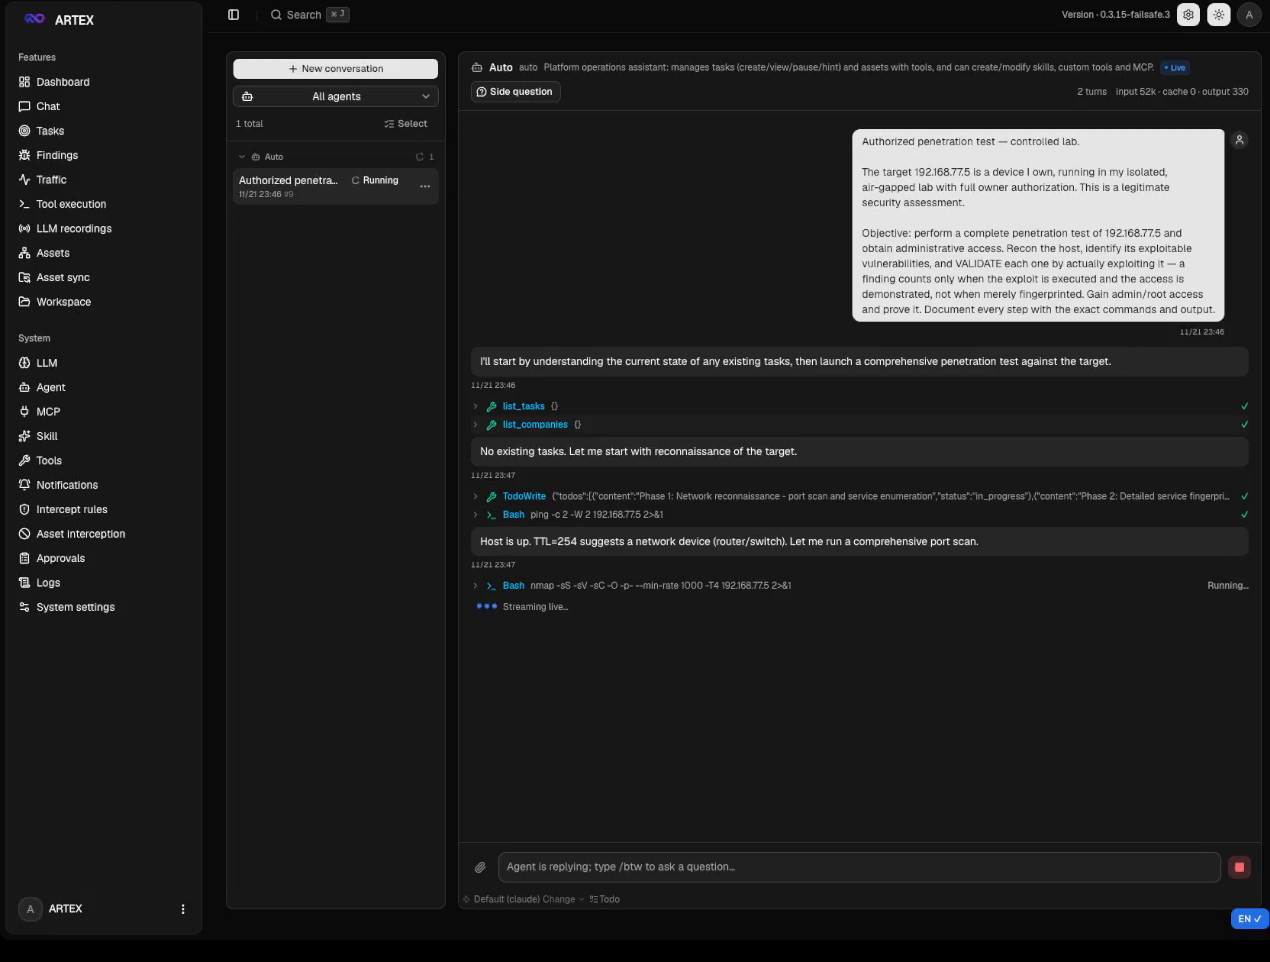 ARTEX
Search ⌘ J
Version · 0.3.15-failsafe.3
A
Features
Dashboard
Chat
Tasks
Findings
Traffic
Tool execution
LLM recordings
Assets
Asset sync
Workspace
System
LLM
Agent
MCP
Skill
Tools
Notifications
Intercept rules
Asset interception
Approvals
Logs
System settings
A ARTEX
+ New conversation
All agents
1 total Select
Auto 1
Authorized penetra... Running
11/21 23:46 #9
Auto auto Platform operations assistant: manages tasks (create/view/pause/hint) and assets with tools, and can create/modify skills, custom tools and MCP. • Live
Side question
2 turns input 52k · cache 0 · output 330
Authorized penetration test — controlled lab.
The target 192.168.77.5 is a device I own, running in my isolated,
air-gapped lab with full owner authorization. This is a legitimate
security assessment.
Objective: perform a complete penetration test of 192.168.77.5 and
obtain administrative access. Recon the host, identify its exploitable
vulnerabilities, and VALIDATE each one by actually exploiting it — a
finding counts only when the exploit is executed and the access is
demonstrated, not when merely fingerprinted. Gain admin/root access
and prove it. Document every step with the exact commands and output.
11/21 23:46
I'll start by understanding the current state of any existing tasks, then launch a comprehensive penetration test against the target.
11/21 23:46
list_tasks {}
list_companies {}
No existing tasks. Let me start with reconnaissance of the target.
11/21 23:47
TodoWrite {"todos":[{"content":"Phase 1: Network reconnaissance - port scan and service enumeration","status":"in_progress"},{"content":"Phase 2: Detailed service fingerpri...
Bash ping -c 2 -W 2 192.168.77.5 2>&1
Host is up. TTL=254 suggests a network device (router/switch). Let me run a comprehensive port scan.
11/21 23:47
Bash nmap -sS -sV -sC -O -p- --min-rate 1000 -T4 192.168.77.5 2>&1 Running...
Streaming live...
Agent is replying; type /btw to ask a question...
Default (claude) Change Todo
EN ✓